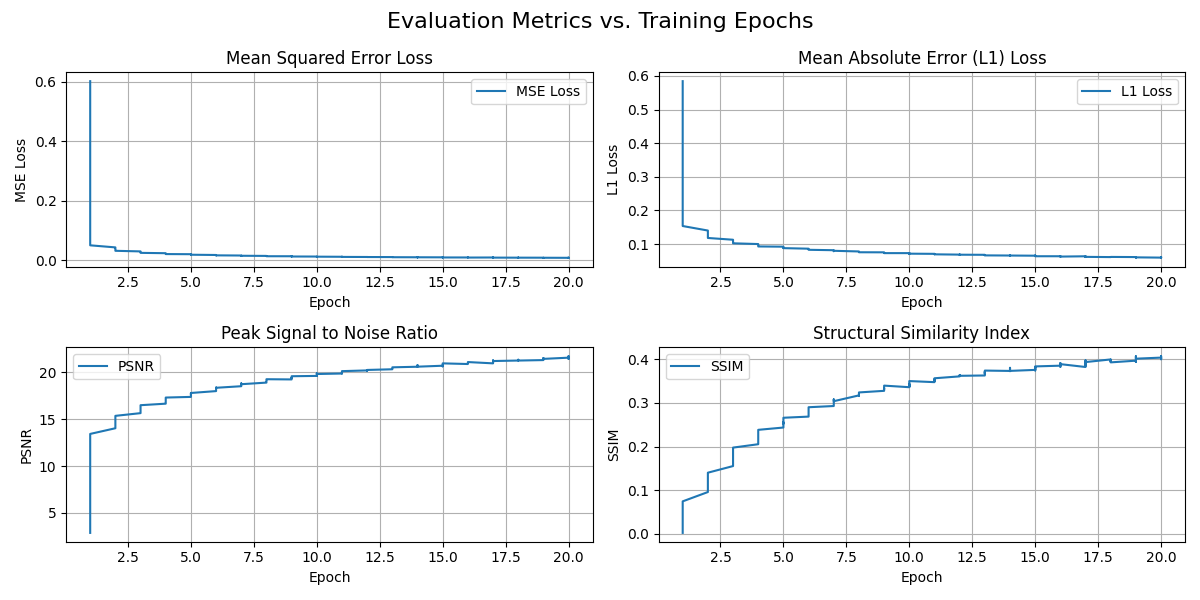 Evaluation Metrics vs. Training Epochs
Mean Squared Error Loss
MSE Loss
0.6
0.4
0.2
0.0
MSE Loss
2.5 5.0 7.5 10.0 12.5 15.0 17.5 20.0
Epoch
Mean Absolute Error (L1) Loss
L1 Loss
0.6
0.5
0.4
0.3
0.2
0.1
L1 Loss
2.5 5.0 7.5 10.0 12.5 15.0 17.5 20.0
Epoch
Peak Signal to Noise Ratio
PSNR
20
15
10
5
PSNR
2.5 5.0 7.5 10.0 12.5 15.0 17.5 20.0
Epoch
Structural Similarity Index
SSIM
0.4
0.3
0.2
0.1
0.0
SSIM
2.5 5.0 7.5 10.0 12.5 15.0 17.5 20.0
Epoch